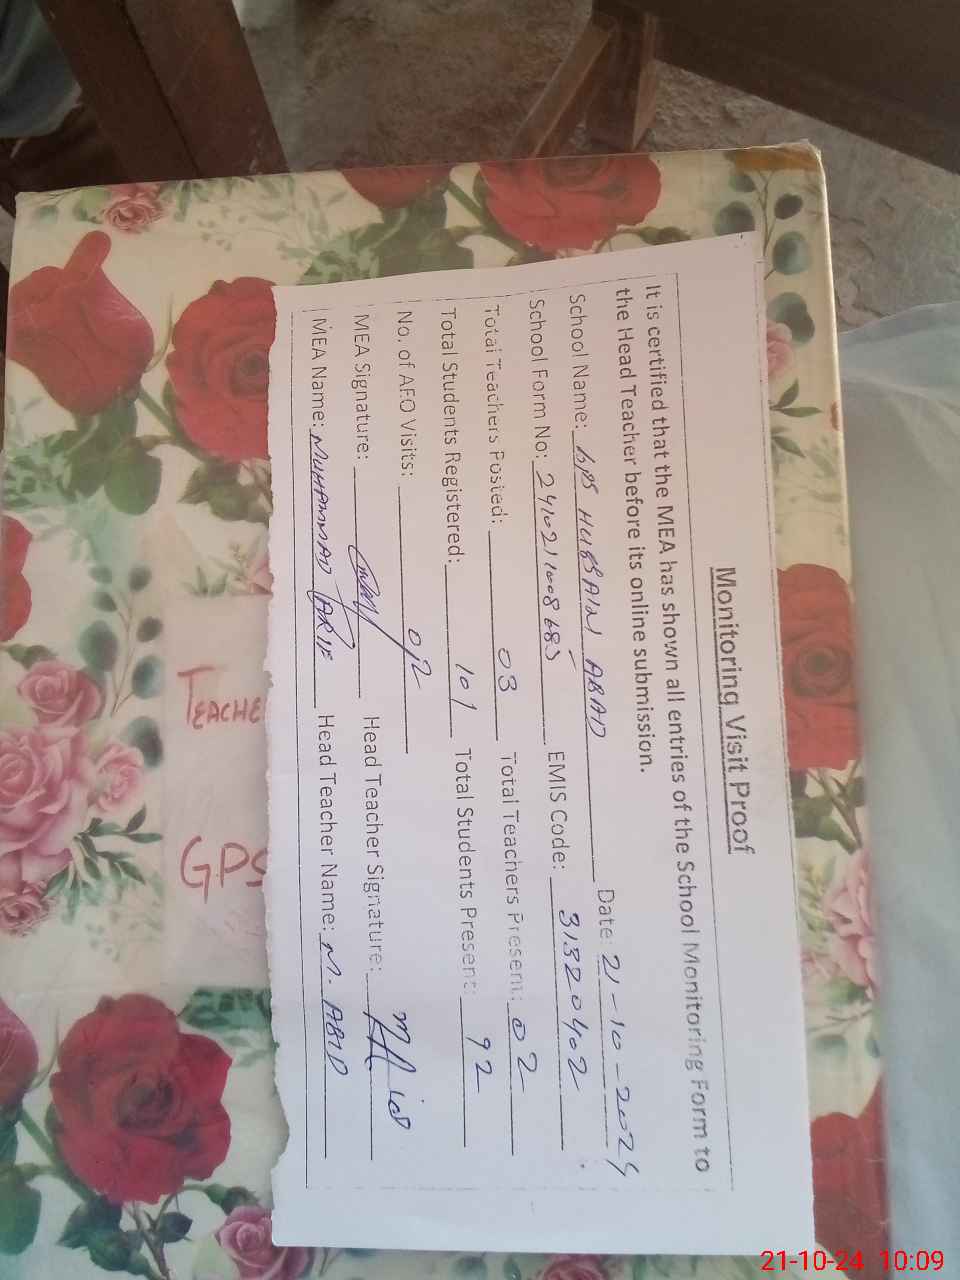 Monitoring Visit Proof
It is certified that the MEA has shown all entries of the School Monitoring Form to
the Head Teacher before its online submission.
School Name: GPS HUSSAIN ABAD Date: 21-10-2024
School Form No: 241021008683 EMIS Code: 31320402
Total Teachers Posted: 03 Total Teachers Present: 02
Total Students Registered: 101 Total Students Present: 92
No. of AEO Visits: 02
MEA Signature: Head Teacher Signature: M Abid
MEA Name: MUHAMMAD TARIF Head Teacher Name: M. ABID
TEACHE
GPS
21-10-24 10:09